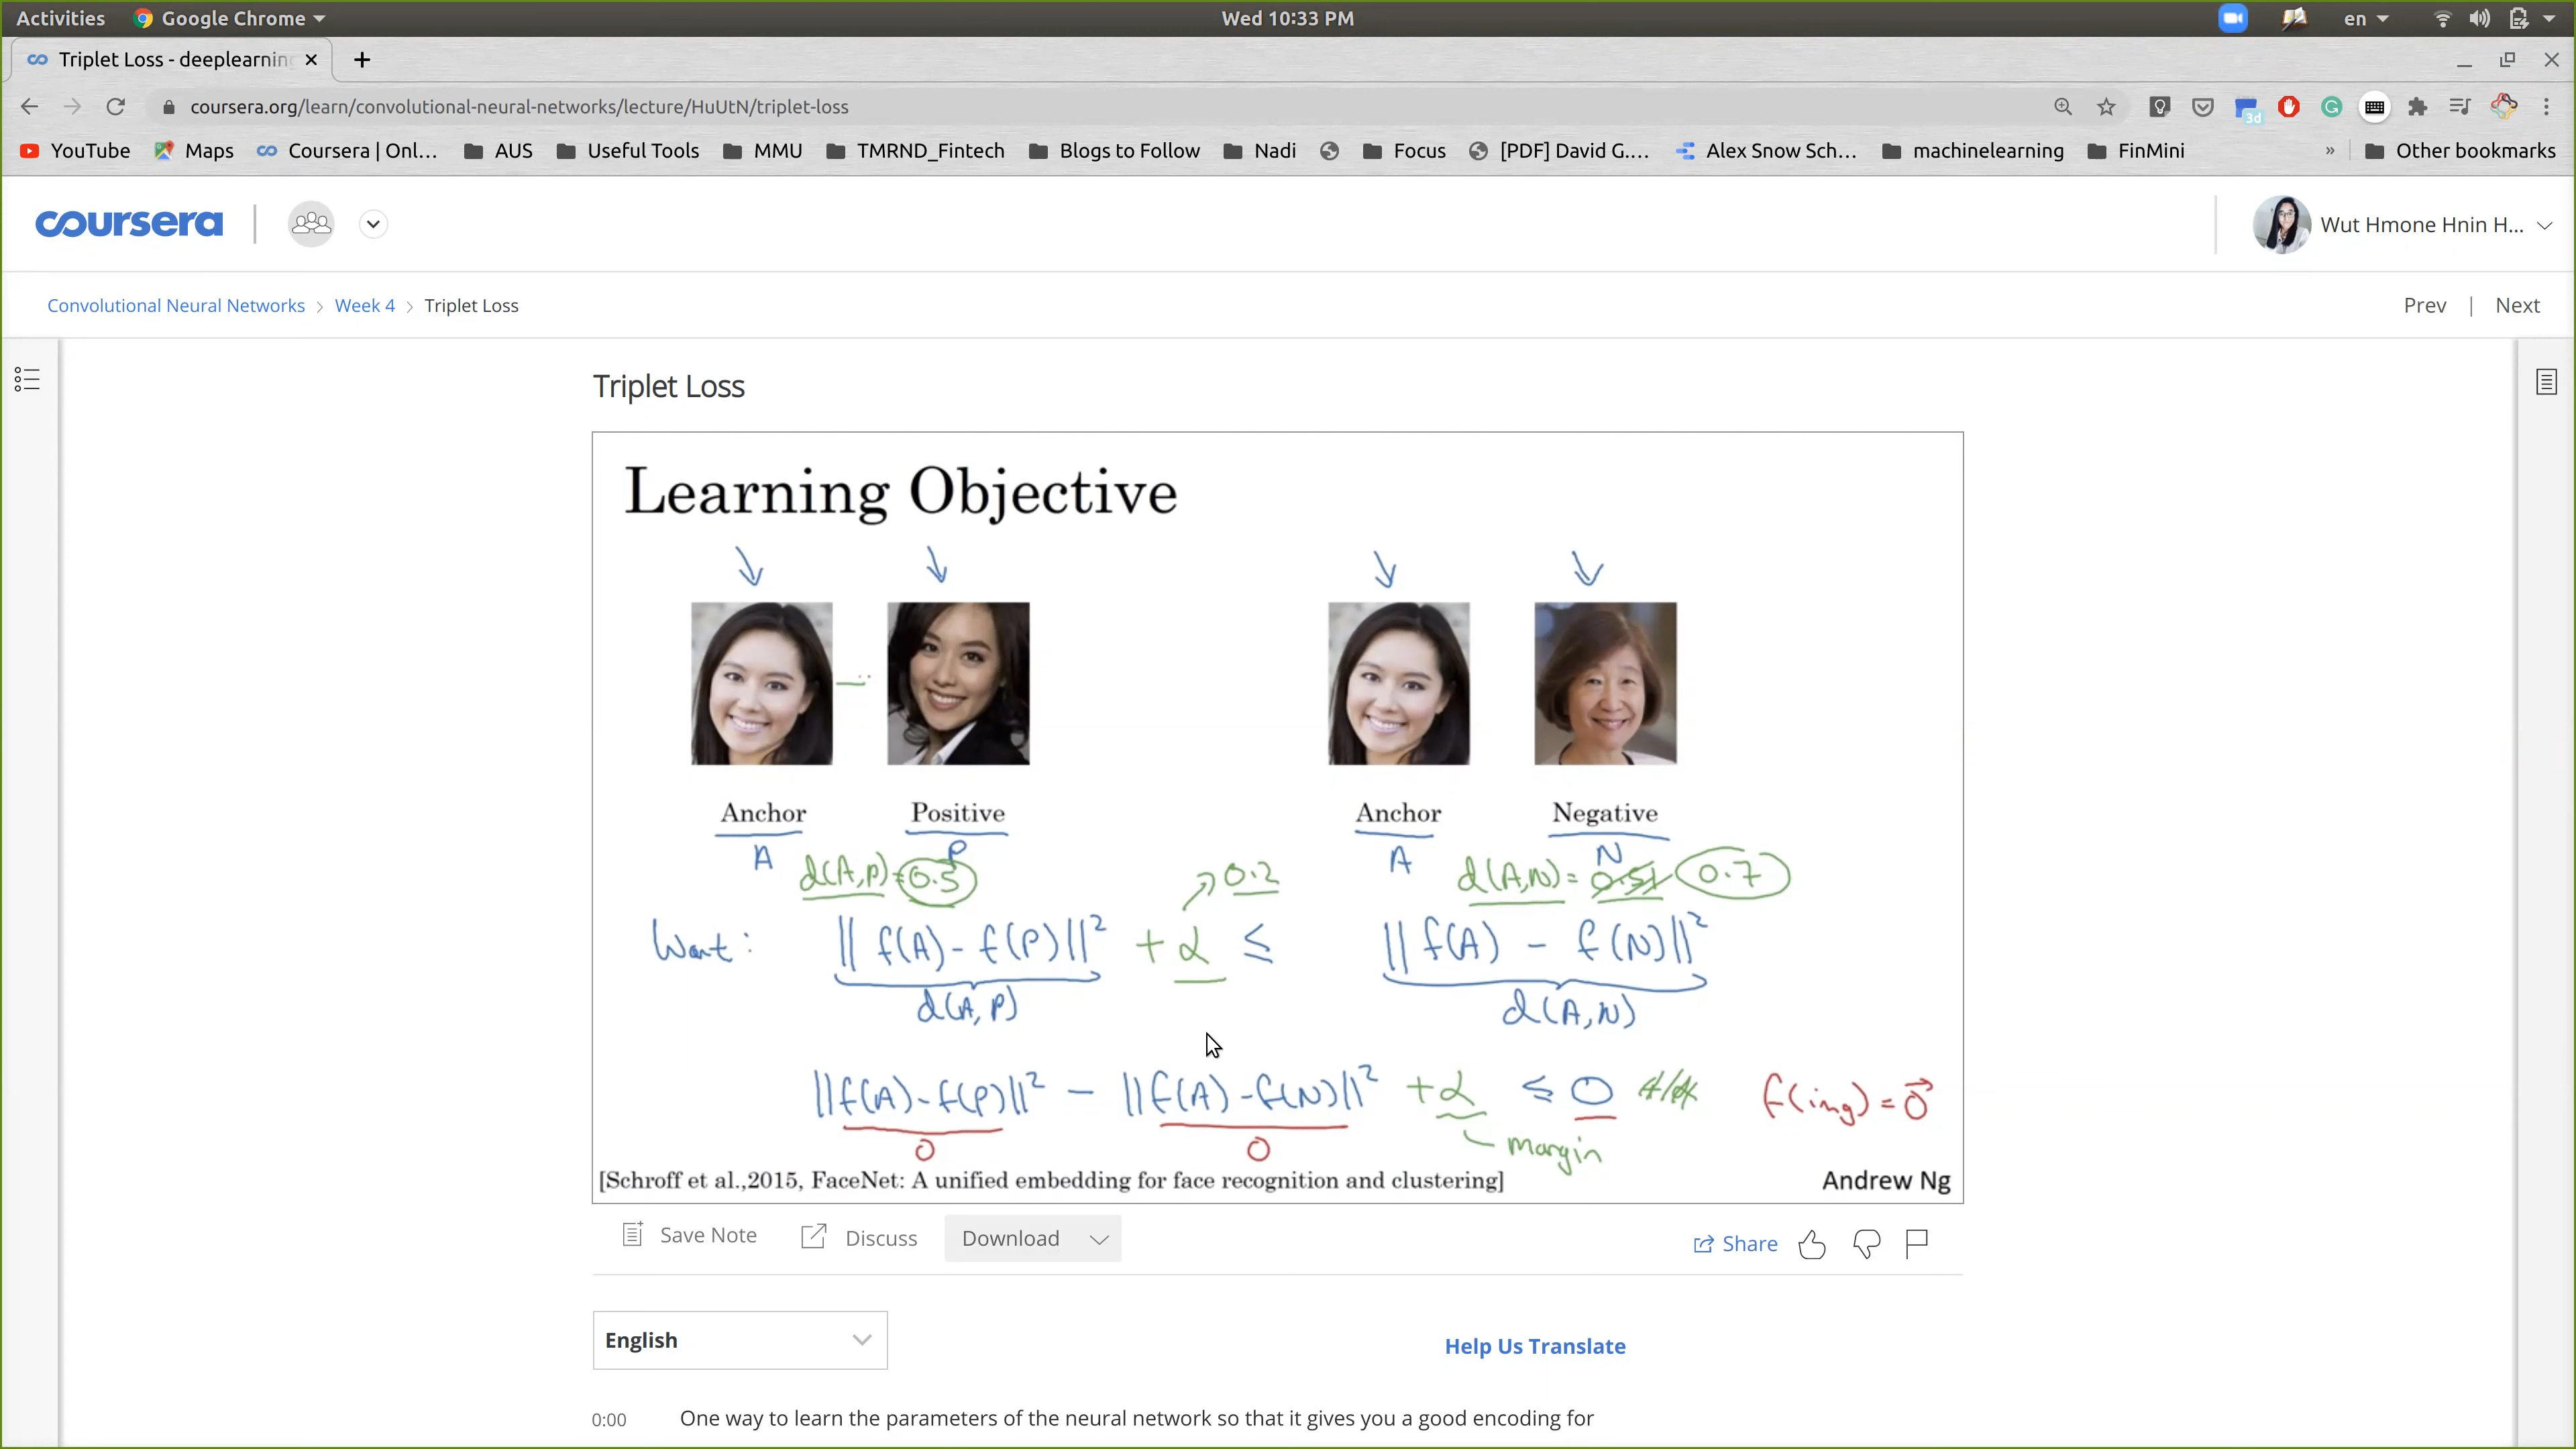 Activities Google Chrome Wed 10:33 PM en
Triplet Loss - deeplearning
coursera.org/learn/convolutional-neural-networks/lecture/HuUtN/triplet-loss
3d
YouTube Maps Coursera | Onl... AUS Useful Tools MMU TMRND_Fintech Blogs to Follow Nadi Focus [PDF] David G.... Alex Snow Sch... machinelearning FinMini » Other bookmarks
coursera Wut Hmone Hnin H...
Convolutional Neural Networks > Week 4 > Triplet Loss Prev | Next
Triplet Loss
Learning Objective
Anchor Positive Anchor Negative
A P A N
d(A,P)=0.5 0.2 d(A,N)= 0.51 0.7
Want: ||f(A)-f(P)||² + α ≤ ||f(A) - f(N)||²
d(A,P) d(A,N)
||f(A)-f(P)||² - ||f(A)-f(N)||² + α ≤ 0 f(img)=0⃗
0 0 margin
[Schroff et al.,2015, FaceNet: A unified embedding for face recognition and clustering] Andrew Ng
Save Note Discuss Download Share
English Help Us Translate
0:00 One way to learn the parameters of the neural network so that it gives you a good encoding for